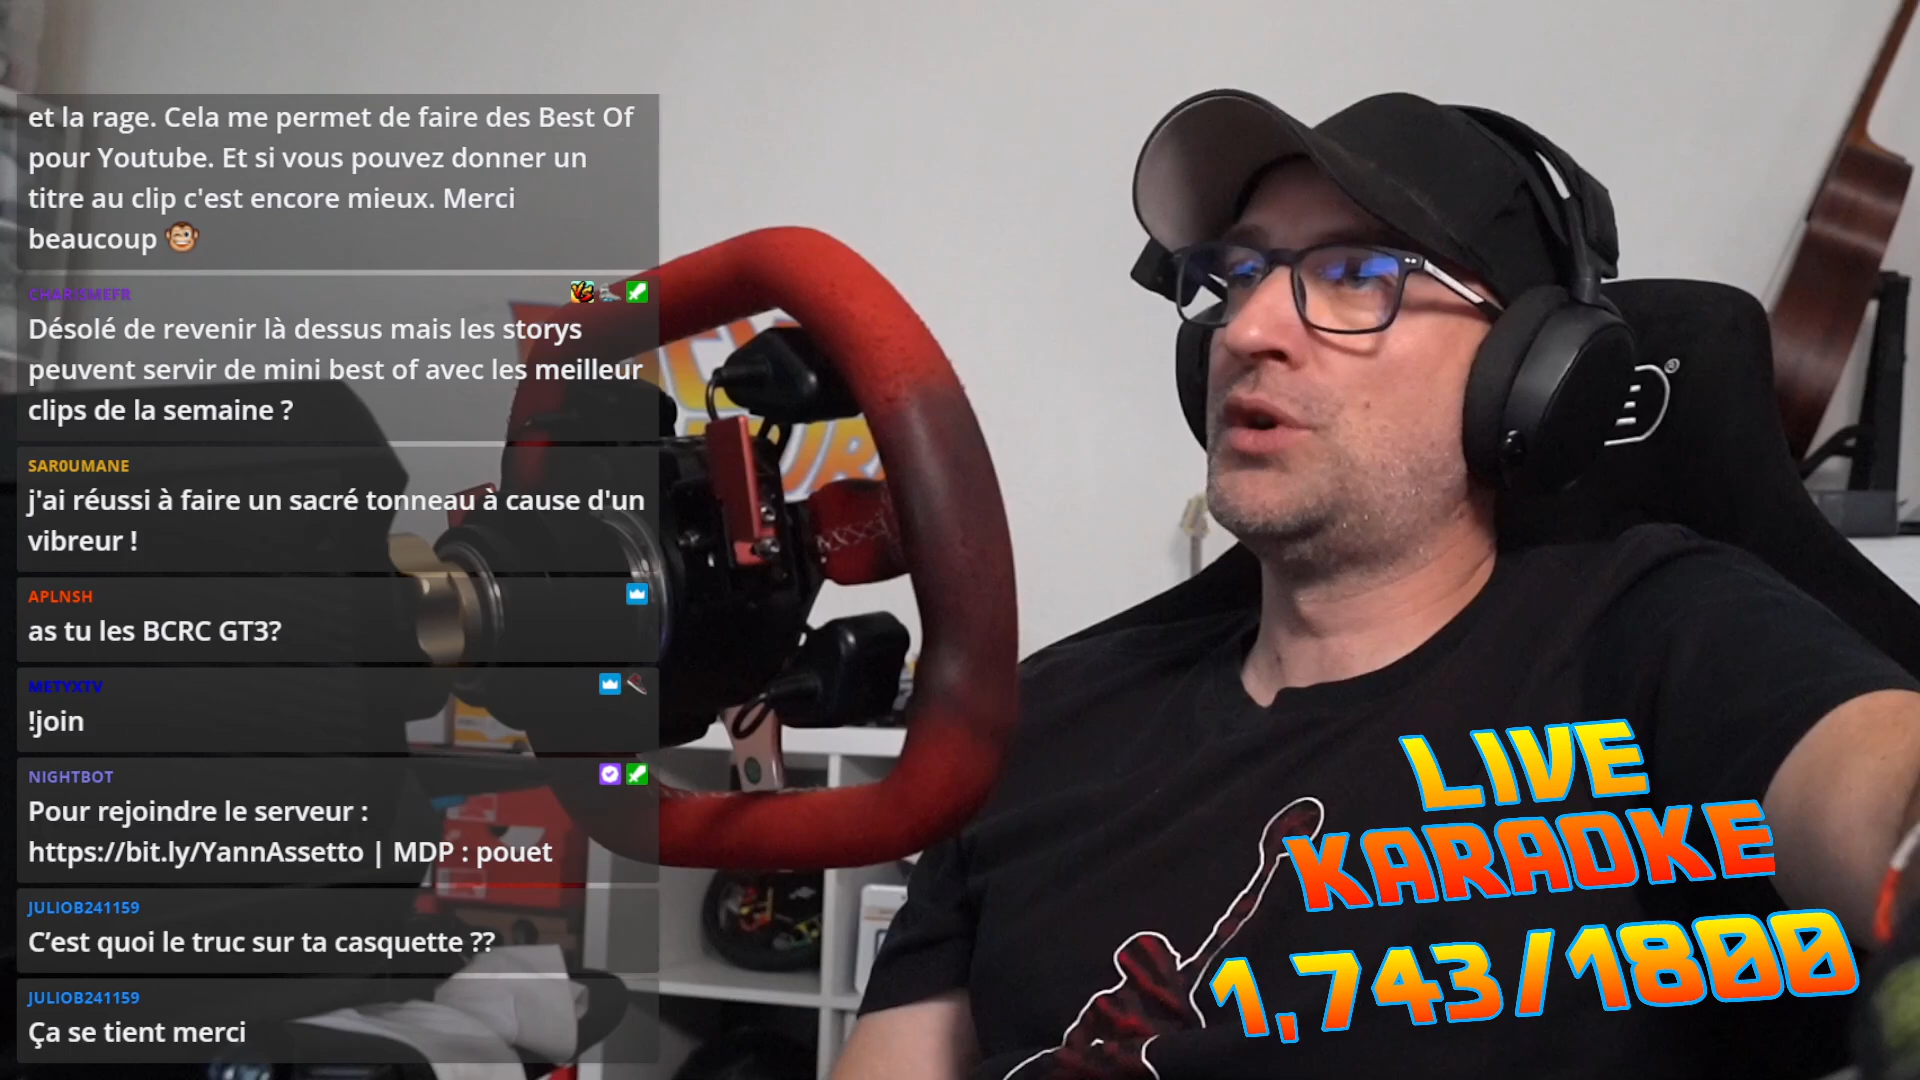 et la rage. Cela me permet de faire des Best Of
pour Youtube. Et si vous pouvez donner un
titre au clip c'est encore mieux. Merci
beaucoup
CHARISMEFR
Désolé de revenir là dessus mais les storys
peuvent servir de mini best of avec les meilleur
clips de la semaine ?
SAR0UMANE
j'ai réussi à faire un sacré tonneau à cause d'un
vibreur !
APLNSH
as tu les BCRC GT3?
METYXTV
!join
NIGHTBOT
Pour rejoindre le serveur :
https://bit.ly/YannAssetto | MDP : pouet
JULIOB241159
C’est quoi le truc sur ta casquette ??
JULIOB241159
Ça se tient merci
LIVE
KARAOKE
1,743/1800